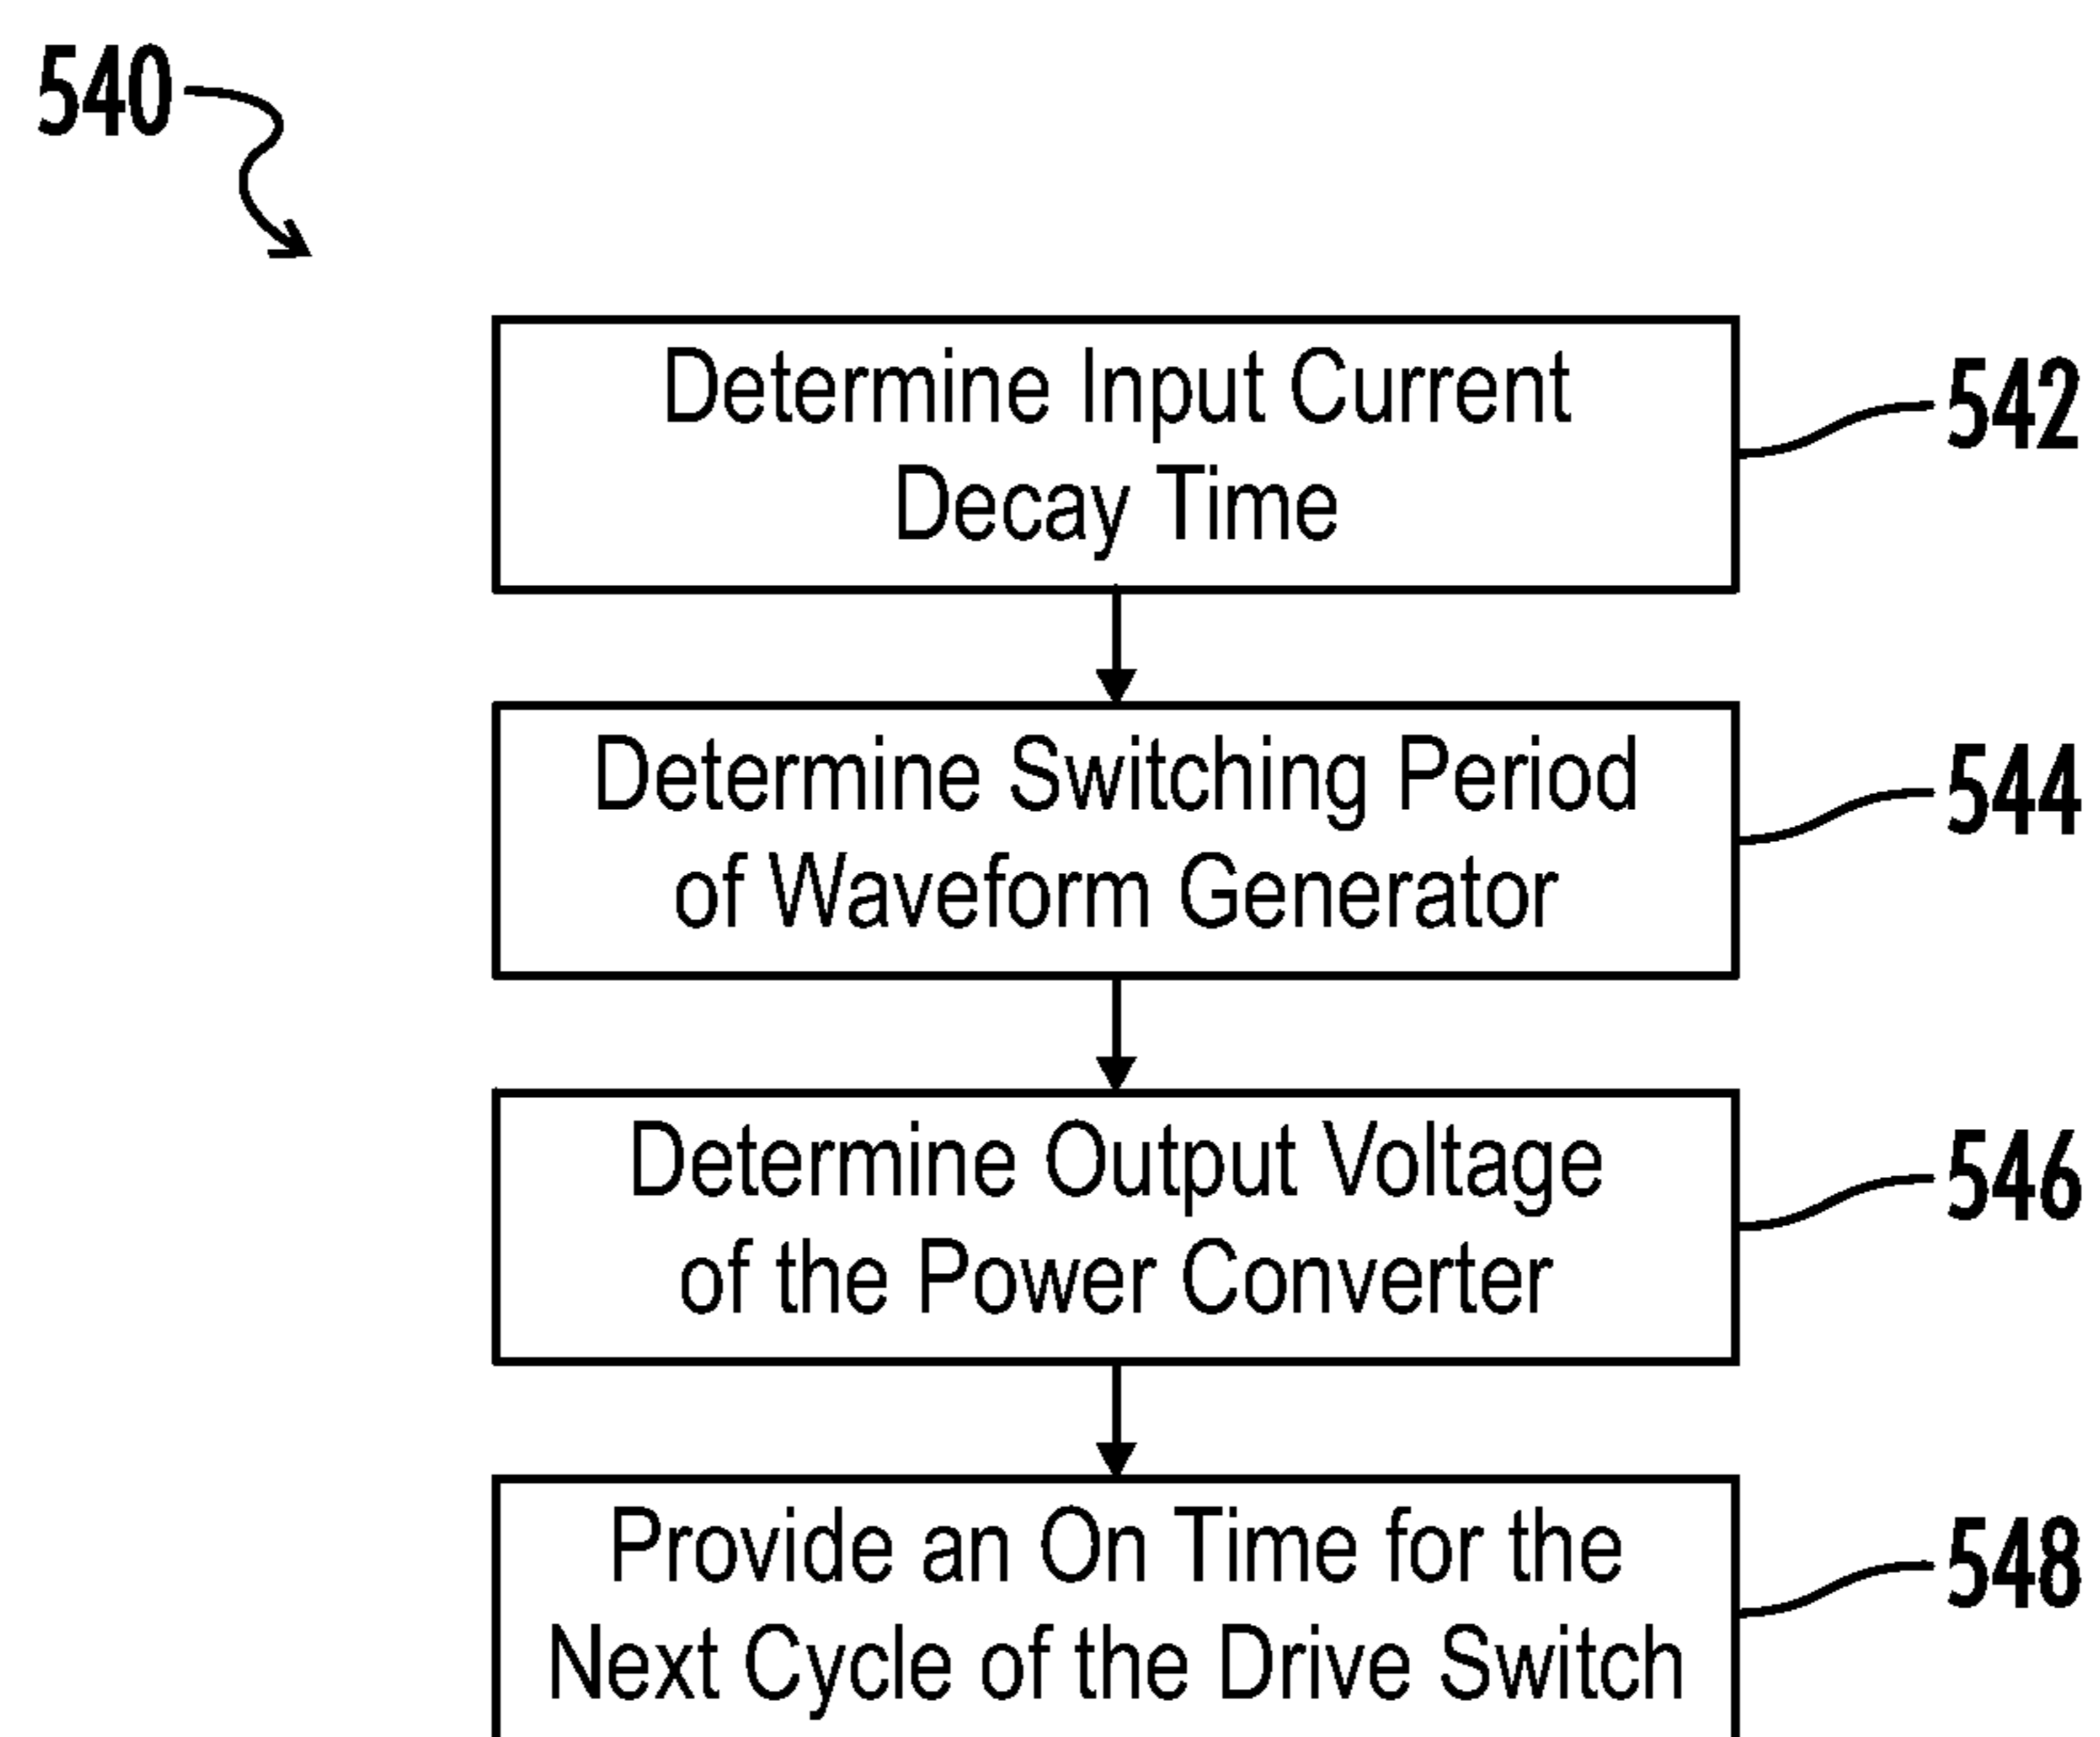 540
Determine Input Current
Decay Time
542
Determine Switching Period
of Waveform Generator
544
Determine Output Voltage
of the Power Converter
546
Provide an On Time for the
Next Cycle of the Drive Switch
548